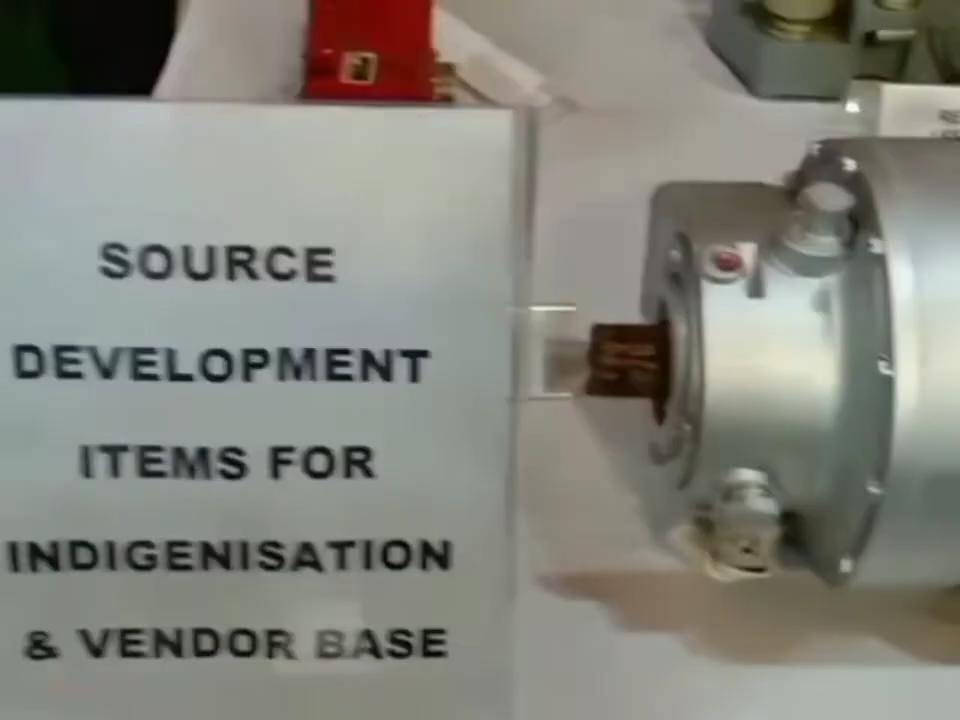 SOURCE
DEVELOPMENT
ITEMS FOR
INDIGENISATION
& VENDOR BASE